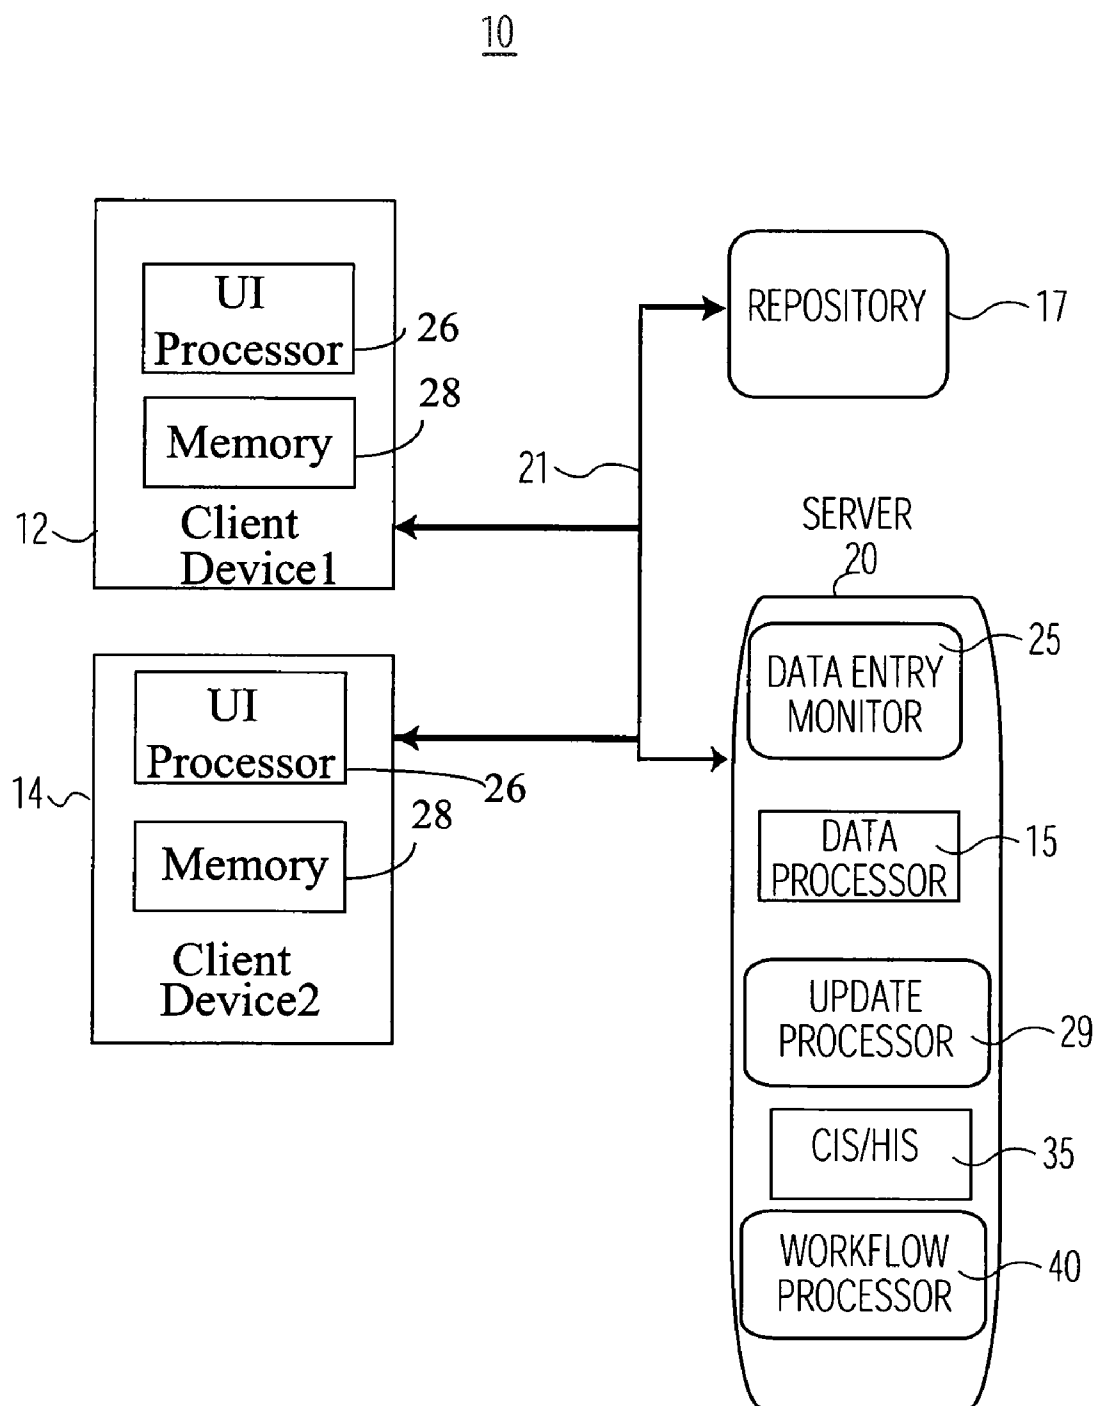 10
UI
Processor
26
Memory
28
Client
Device1
12
REPOSITORY
17
21
SERVER
20
DATA ENTRY
MONITOR
25
UI
Processor
26
14
Memory
28
Client
Device2
DATA
PROCESSOR
15
UPDATE
PROCESSOR
29
CIS/HIS
35
WORKFLOW
PROCESSOR
40